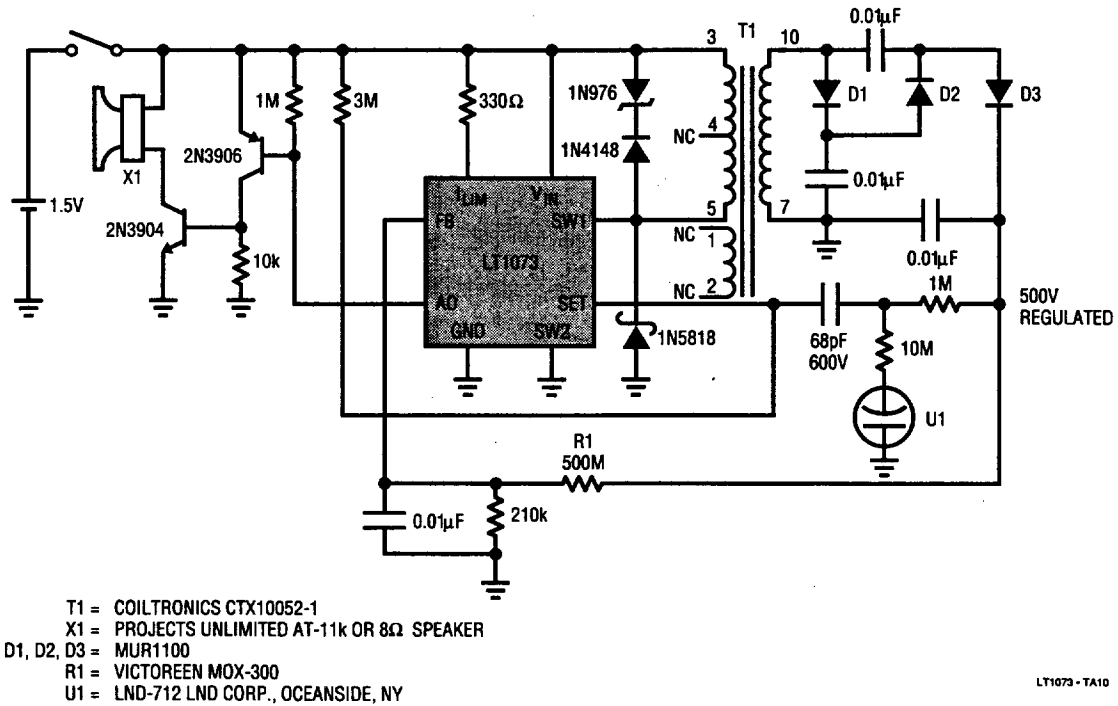 T1
3
10
0.01µF
1M
3M
330Ω
1N976
D1
D2
D3
2N3906
NC
4
1N4148
X1
1.5V
ILIM
VIN
0.01µF
FB
SW1
5
7
2N3904
10k
LT1073
NC
1
0.01µF
NC
2
AO
SET
1M
500V
REGULATED
GND
SW2
1N5818
68pF
600V
10M
U1
R1
500M
0.01µF
210k
T1 = COILTRONICS CTX10052-1
X1 = PROJECTS UNLIMITED AT-11k OR 8Ω SPEAKER
D1, D2, D3 = MUR1100
R1 = VICTOREEN MOX-300
U1 = LND-712 LND CORP., OCEANSIDE, NY
LT1073 - TA10